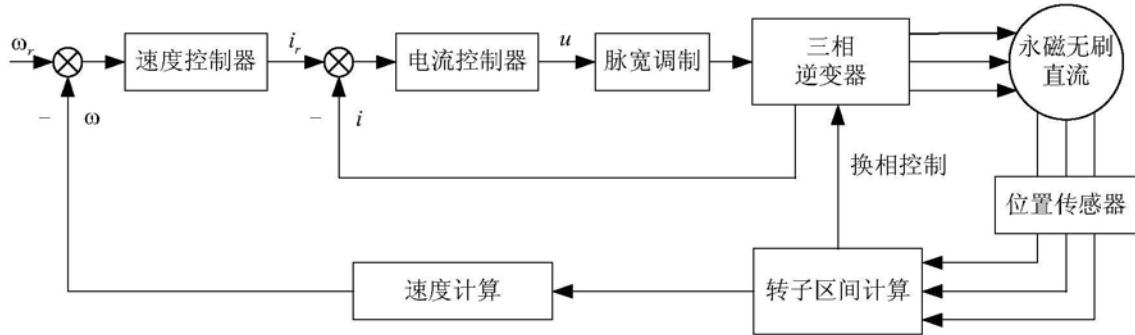 ωr
速度控制器
ir
电流控制器
u
脉宽调制
三相
逆变器
永磁无刷
直流
−
ω
−
i
换相控制
位置传感器
速度计算
转子区间计算